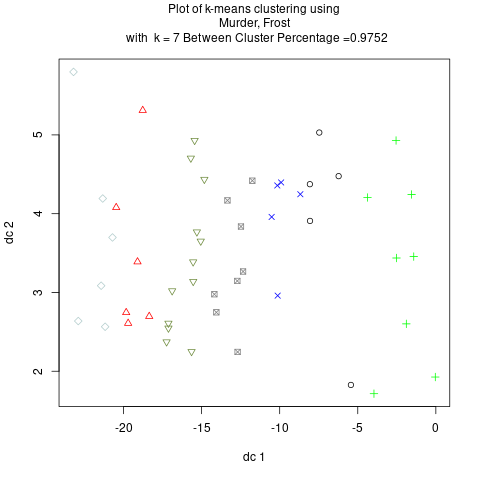 Plot of k-means clustering using
Murder, Frost
with  k = 7 Between Cluster Percentage =0.9752
dc 2
5
4
3
2
-20
-15
-10
-5
0
dc 1